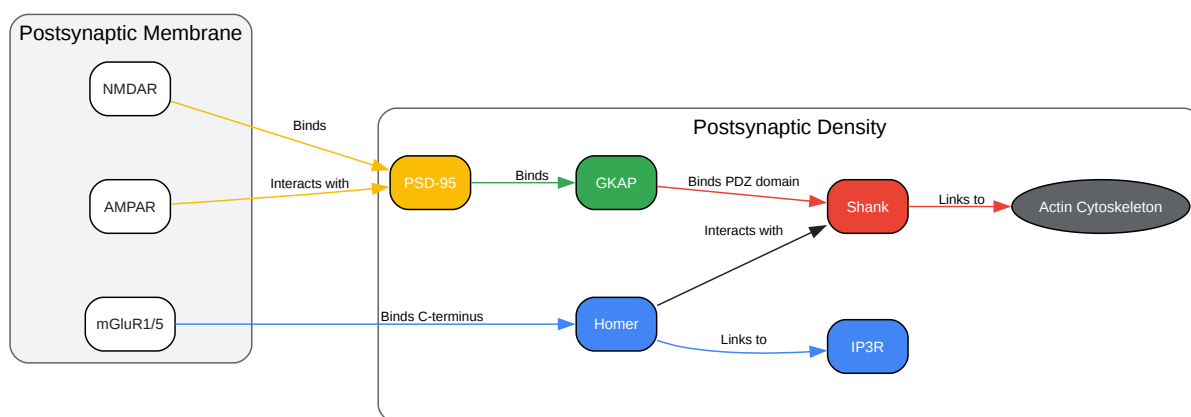 Postsynaptic Membrane
NMDAR
Binds
Postsynaptic Density
Interacts with
PSD-95
Binds
GKAP
Binds PDZ domain
AMPAR
Shank
Links to
Actin Cytoskeleton
Interacts with
mGluR1/5
Binds C-terminus
Homer
Links to
IP3R